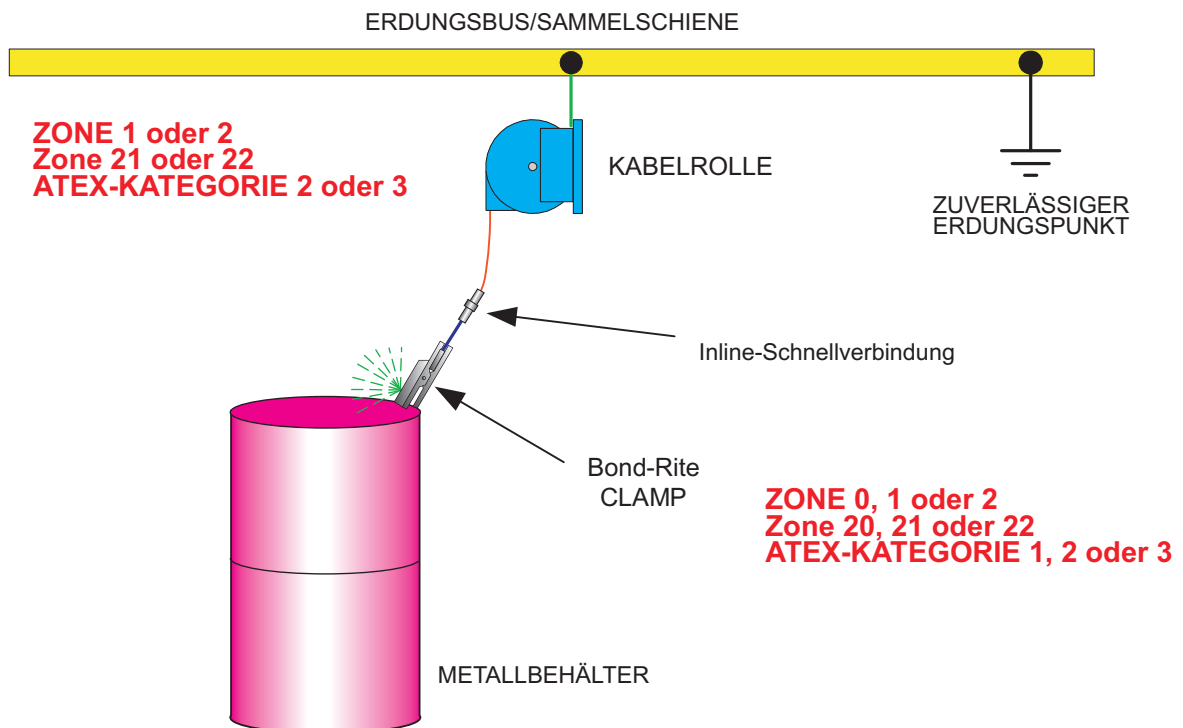 ERDUNGSBUS/SAMMELSCHIENE
ZONE 1 oder 2
Zone 21 oder 22
ATEX-KATEGORIE 2 oder 3
KABELROLLE
ZUVERLÄSSIGER
ERDUNGSPUNKT
Inline-Schnellverbindung
Bond-Rite
CLAMP
ZONE 0, 1 oder 2
Zone 20, 21 oder 22
ATEX-KATEGORIE 1, 2 oder 3
METALLBEHÄLTER